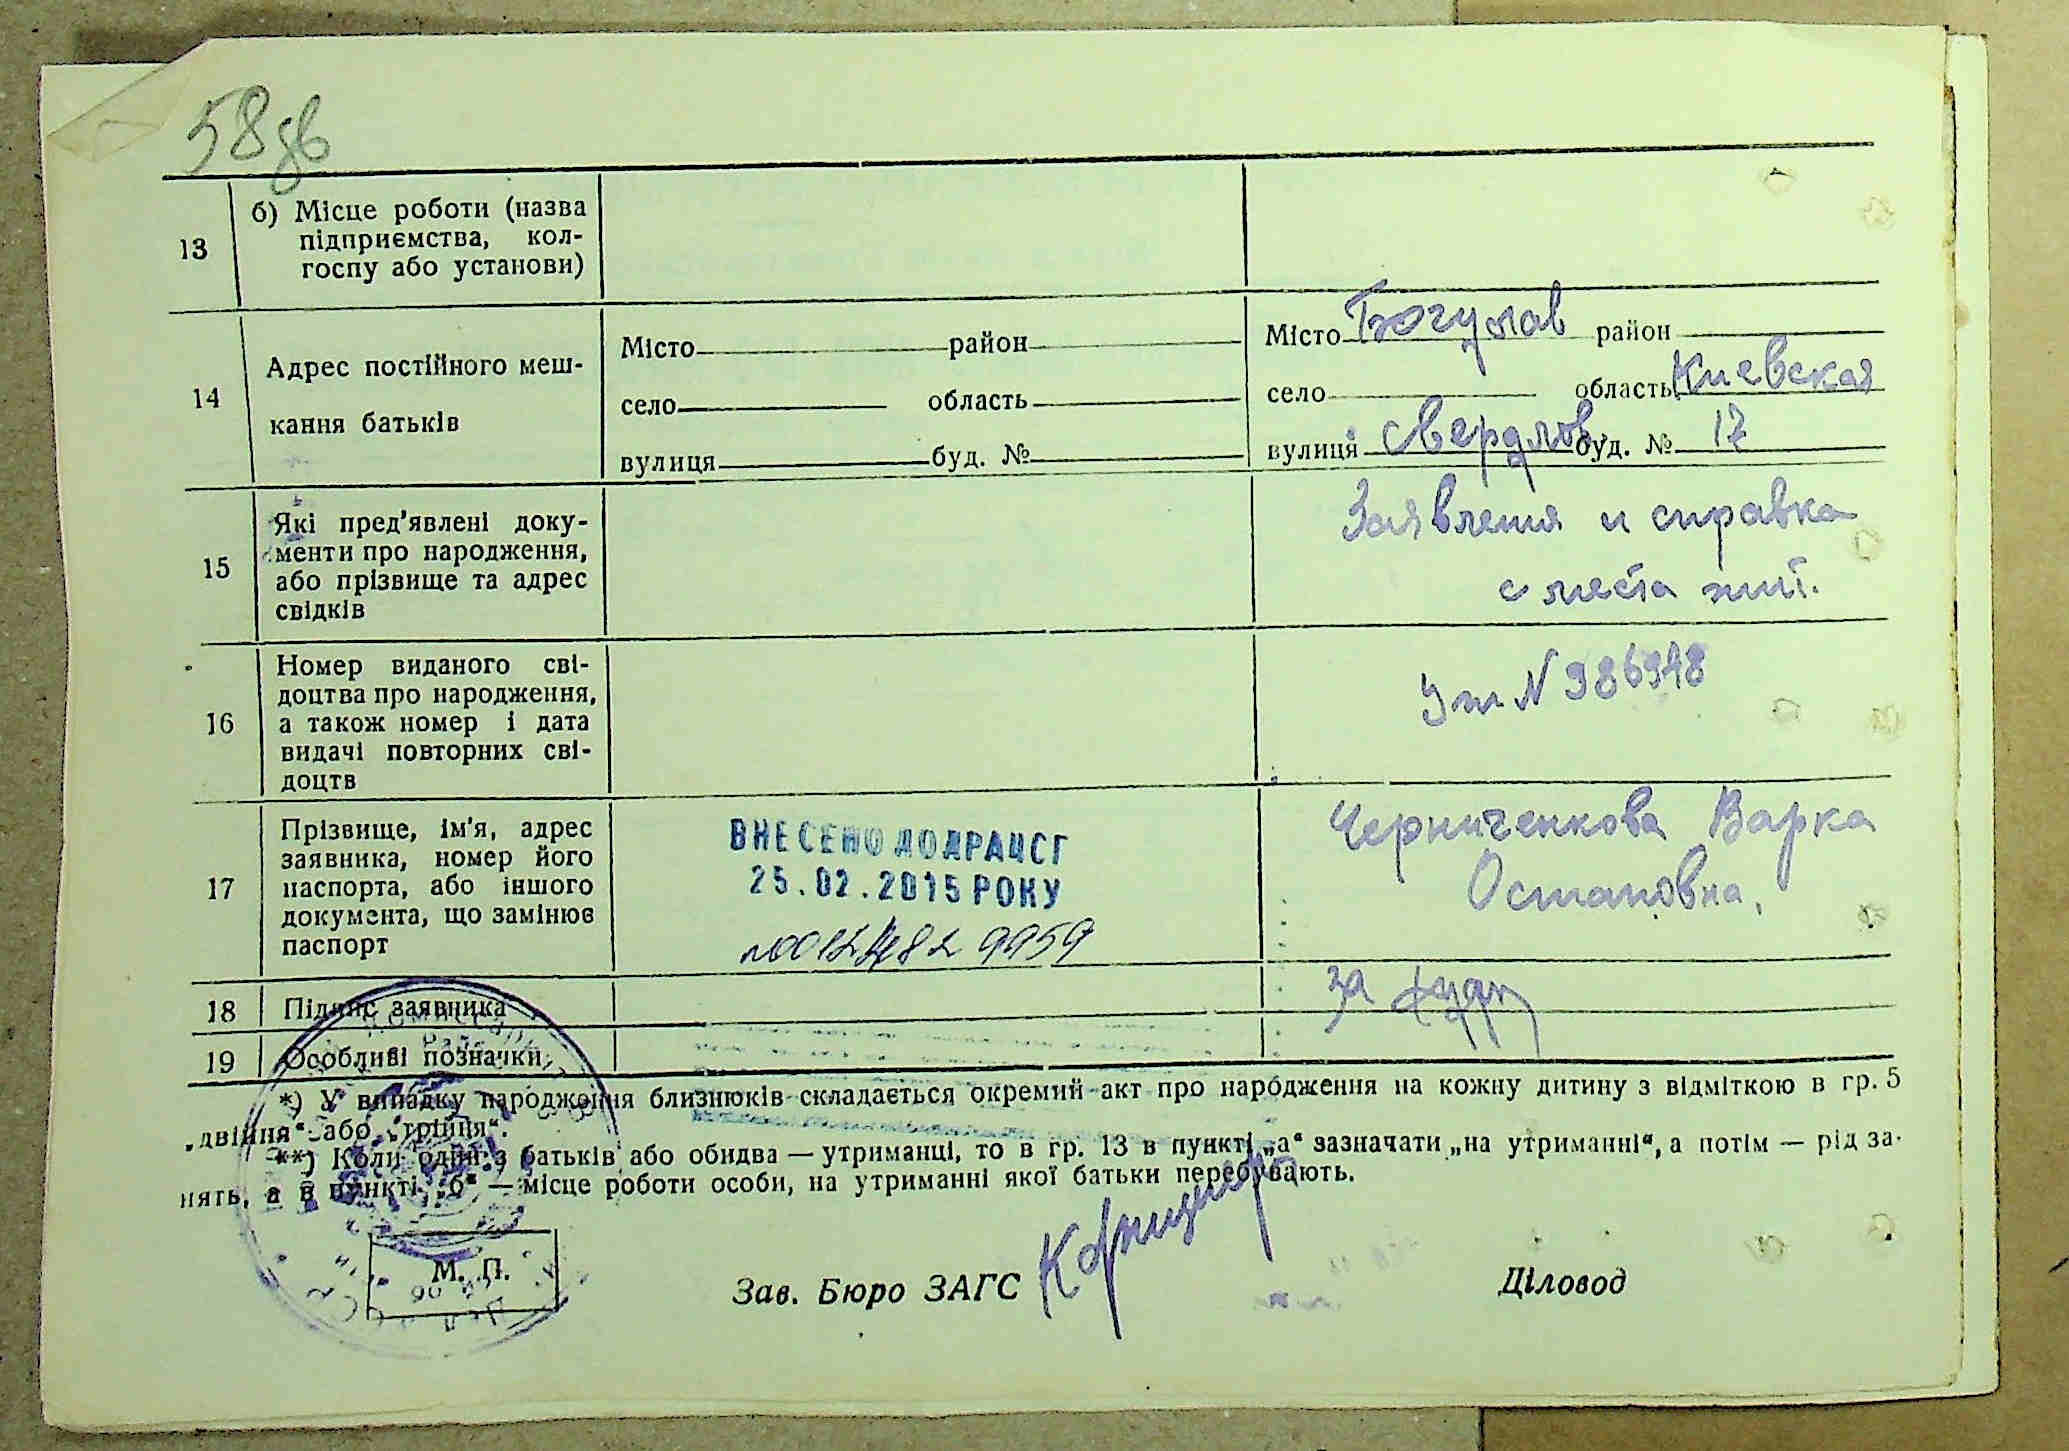 58 зв
13
б) Місце роботи (назва
підприємства, кол-
госпу або установи)
14
Адрес постійного меш-
кання батьків
Місто район
село область
вулиця буд. №
Місто Богуслав район
село область Киевская
вулиця Свердлов. буд. № 17
15
Які пред'явлені доку-
менти про народження,
або прізвище та адрес
свідків
Заявления и справка
с места жит.
16
Номер виданого сві-
доцтва про народження,
а також номер і дата
видачі повторних сві-
доцтв
N 986948
17
Прізвище, ім'я, адрес
заявника, номер його
паспорта, або іншого
документа, що замінює
паспорт
ВНЕСЕНО ДО ДРАЦСГ
25.02.2015 РОКУ
Черниченкова Варка
Остаповна,
18
Підпис заявника
за
19
Особливі позначки
*) У випадку народження близнюків складається окремий акт про народження на кожну дитину з відміткою в гр. 5
„двійня“ або „трійця“.
**) Коли один з батьків або обидва — утриманці, то в гр. 13 в пункті „а“ зазначати „на утриманні“, а потім — рід за-
нять, а в пункті „б“ — місце роботи особи, на утриманні якої батьки перебувають.
М. П.
Зав. Бюро ЗАГС
Діловод